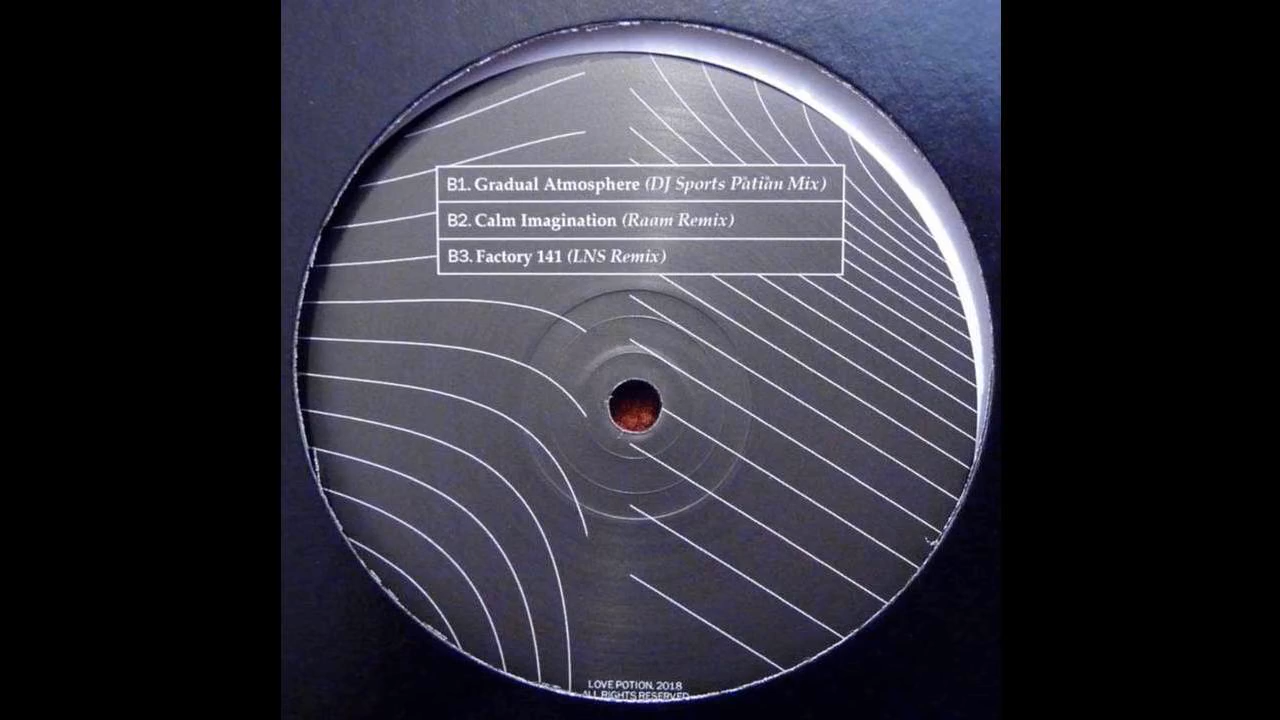 B1. Gradual Atmosphere (DJ Sports Påtiån Mix)
B2. Calm Imagination (Raam Remix)
B3. Factory 141 (LNS Remix)
LOVE POTION, 2018
ALL RIGHTS RESERVED